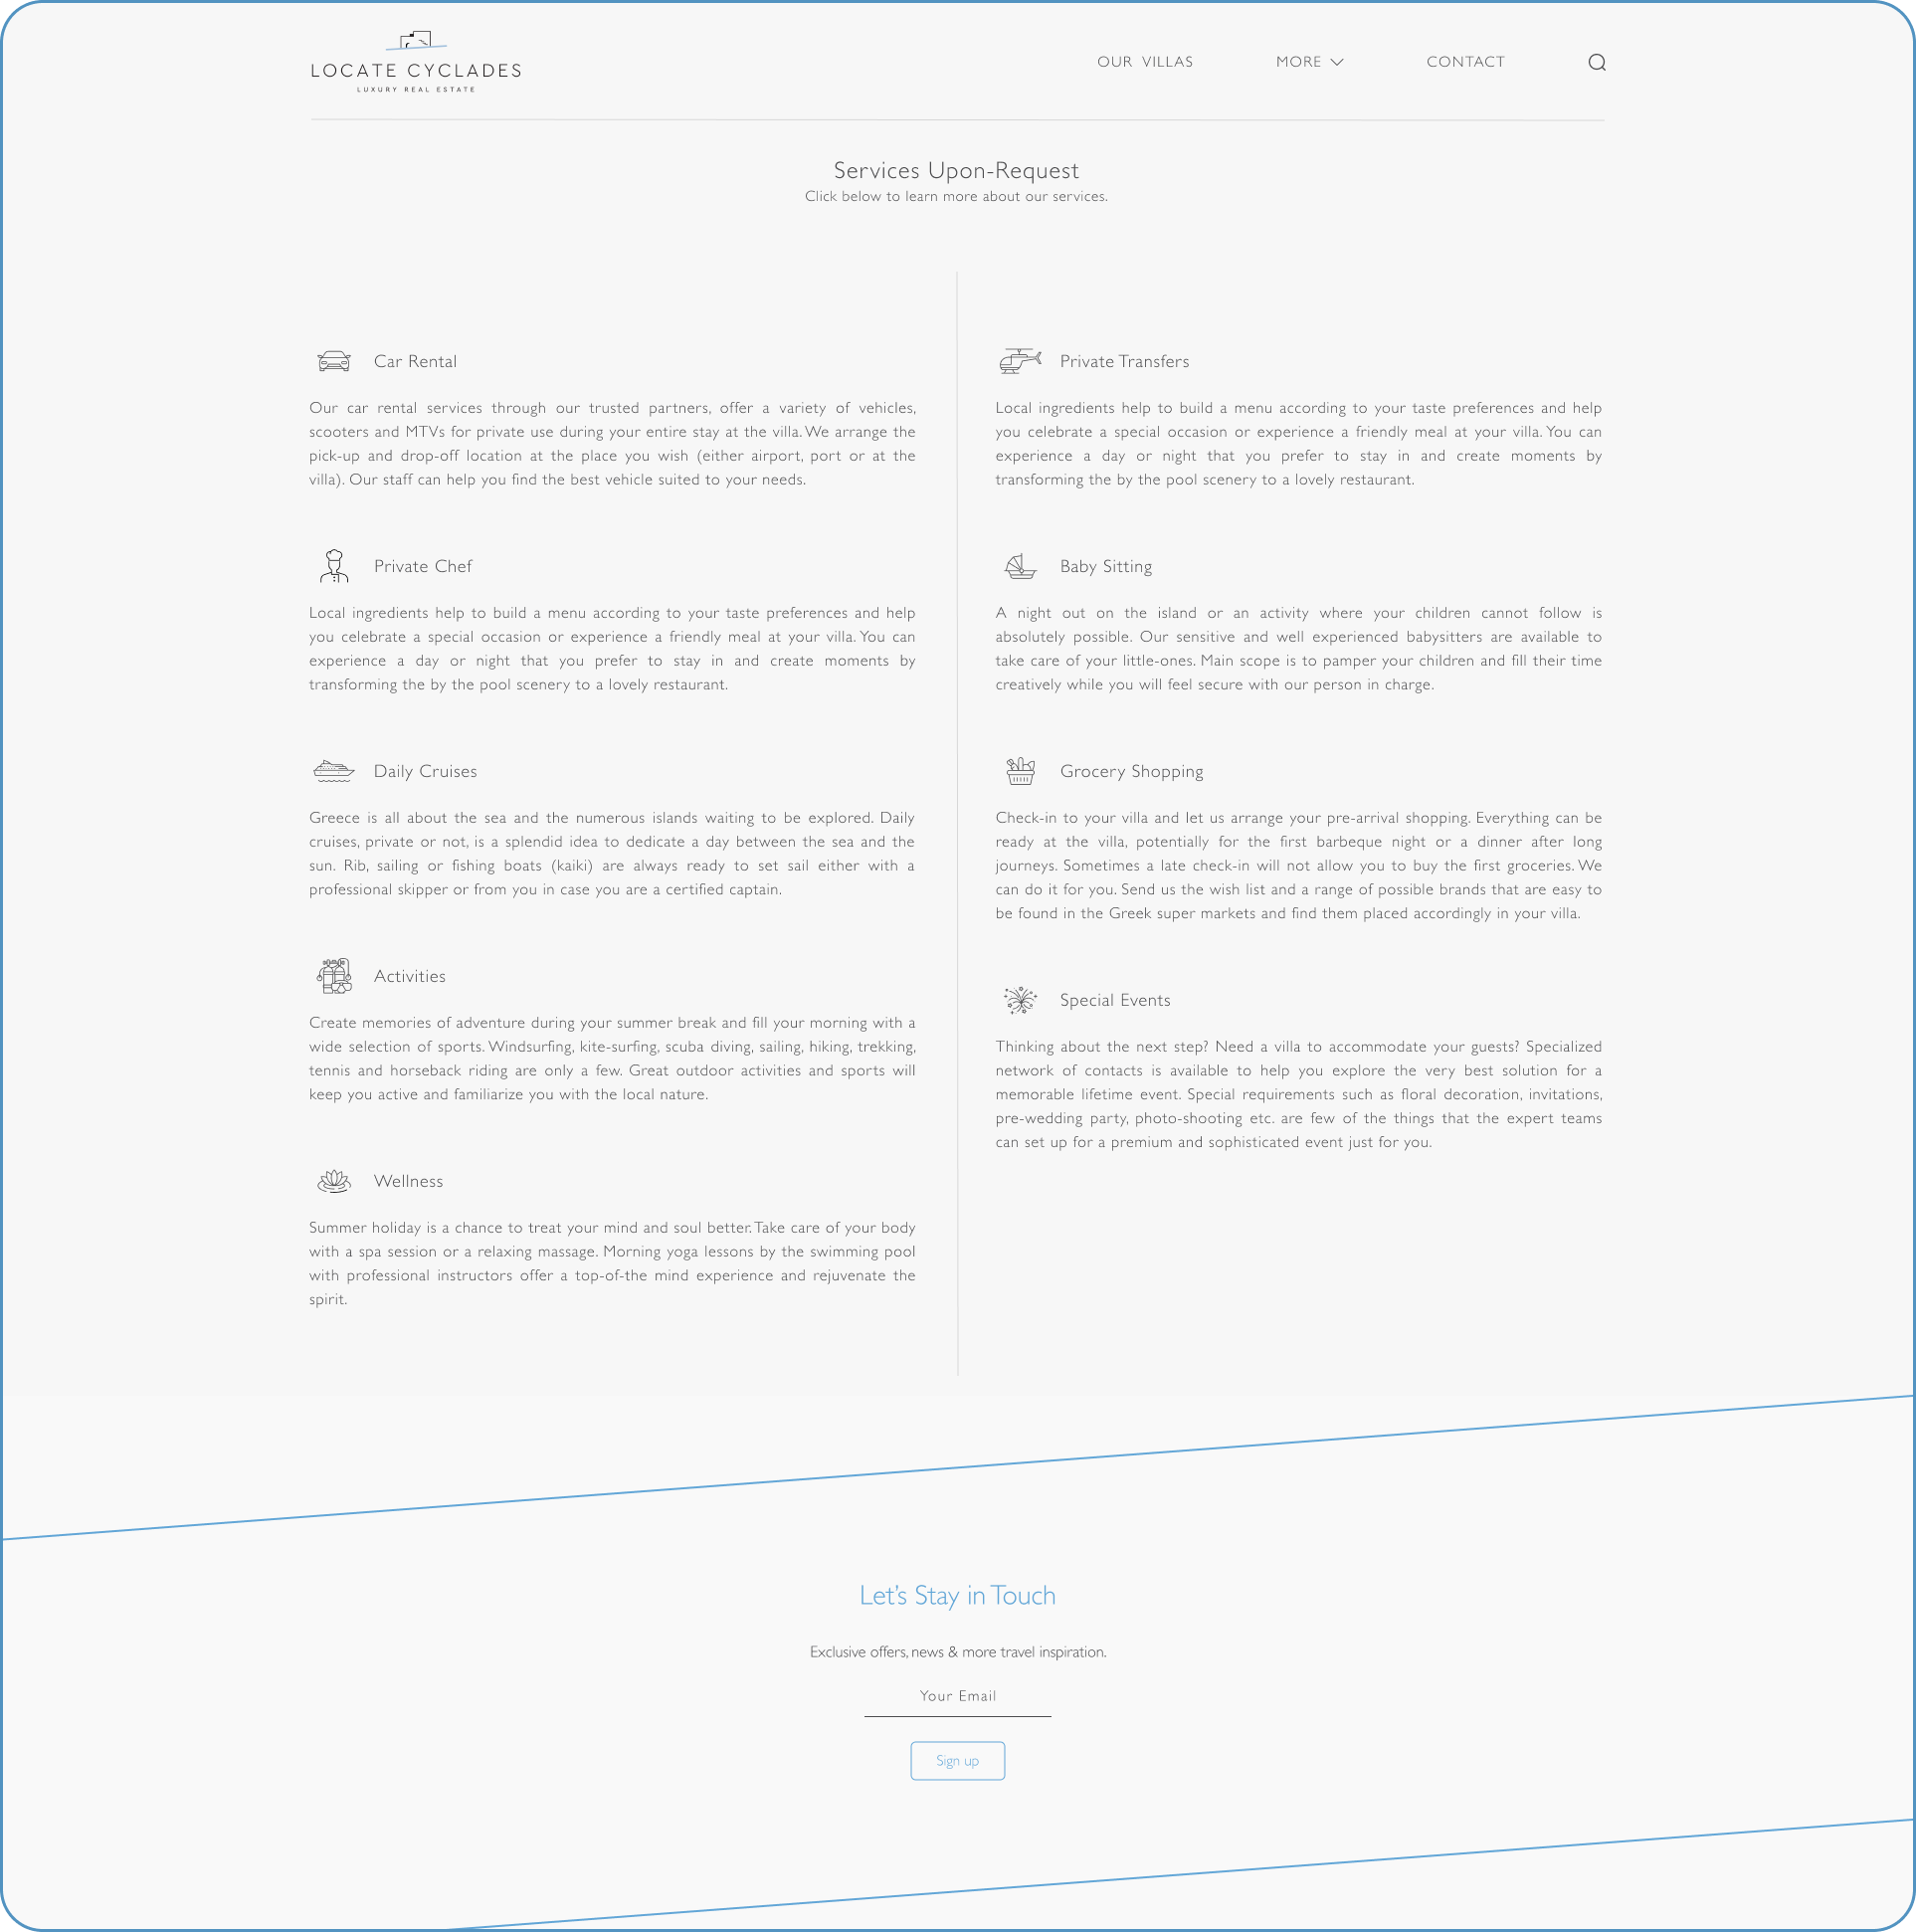 LOCATE CYCLADES
LUXURY REAL ESTATE
OUR VILLAS
MORE
CONTACT
Services Upon-Request
Click below to learn more about our services.
Car Rental
Our car rental services through our trusted partners, offer a variety of vehicles,
scooters and MTVs for private use during your entire stay at the villa. We arrange the
pick-up and drop-off location at the place you wish (either airport, port or at the
villa). Our staff can help you find the best vehicle suited to your needs.
Private Chef
Local ingredients help to build a menu according to your taste preferences and help
you celebrate a special occasion or experience a friendly meal at your villa. You can
experience a day or night that you prefer to stay in and create moments by
transforming the by the pool scenery to a lovely restaurant.
Daily Cruises
Greece is all about the sea and the numerous islands waiting to be explored. Daily
cruises, private or not, is a splendid idea to dedicate a day between the sea and the
sun. Rib, sailing or fishing boats (kaiki) are always ready to set sail either with a
professional skipper or from you in case you are a certified captain.
Activities
Create memories of adventure during your summer break and fill your morning with a
wide selection of sports. Windsurfing, kite-surfing, scuba diving, sailing, hiking, trekking,
tennis and horseback riding are only a few. Great outdoor activities and sports will
keep you active and familiarize you with the local nature.
Wellness
Summer holiday is a chance to treat your mind and soul better. Take care of your body
with a spa session or a relaxing massage. Morning yoga lessons by the swimming pool
with professional instructors offer a top-of-the mind experience and rejuvenate the
spirit.
Private Transfers
Local ingredients help to build a menu according to your taste preferences and help
you celebrate a special occasion or experience a friendly meal at your villa. You can
experience a day or night that you prefer to stay in and create moments by
transforming the by the pool scenery to a lovely restaurant.
Baby Sitting
A night out on the island or an activity where your children cannot follow is
absolutely possible. Our sensitive and well experienced babysitters are available to
take care of your little-ones. Main scope is to pamper your children and fill their time
creatively while you will feel secure with our person in charge.
Grocery Shopping
Check-in to your villa and let us arrange your pre-arrival shopping. Everything can be
ready at the villa, potentially for the first barbeque night or a dinner after long
journeys. Sometimes a late check-in will not allow you to buy the first groceries. We
can do it for you. Send us the wish list and a range of possible brands that are easy to
be found in the Greek super markets and find them placed accordingly in your villa.
Special Events
Thinking about the next step? Need a villa to accommodate your guests? Specialized
network of contacts is available to help you explore the very best solution for a
memorable lifetime event. Special requirements such as floral decoration, invitations,
pre-wedding party, photo-shooting etc. are few of the things that the expert teams
can set up for a premium and sophisticated event just for you.
Let's Stay in Touch
Exclusive offers, news & more travel inspiration.
Your Email
Sign up